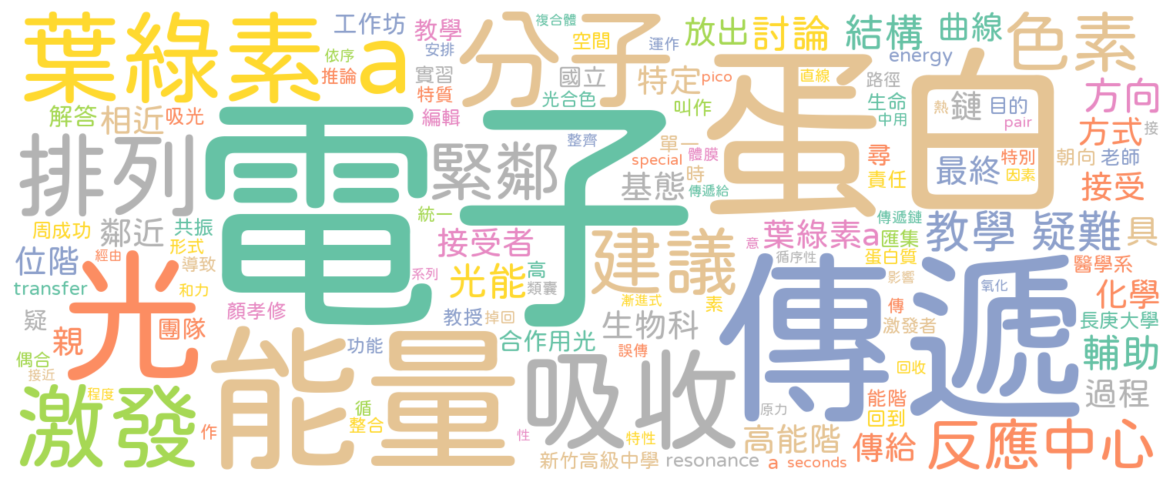 葉綠素a
工作坊
複合體
教學
安排
依序
推論
實習
特質
編輯
分子
空間
運作
國立
特定
pico
光合色
叫作
放出
討論
直線
路徑
生命
中用
結構
energy
曲線
色素
熱
鏈
目的
pair
方向
方式
接
解答
相近
吸光
排列
電子
緊鄰
整齊
單一
special
體膜
時
基態
傳遞給
蛋白
尋
責任
最終
特別
因素
朝向
老師
接受
周成功
鄰近
共振
形式
位階
經由
導致
transfer
和力
光
統一
接受者
系列
光能
高
類囊
建議
漸進式
素
意
葉綠素a
傳遞鏈
匯集
蛋白質
循序性
影響
教學
疑難
具
醫學系
疑
親
團隊
顏孝修
教授
掉回
生物科
合作用光
誤傳
傳遞
傳
激發者
氧化
化學
長庚大學
輔助
偶合
接近
程度
激發
功能
能量
循
整合
作
吸收
性
特性
新竹高級中學
resonance
原力
高能階
a
seconds
回收
能階
回到
傳給
過程
反應中心